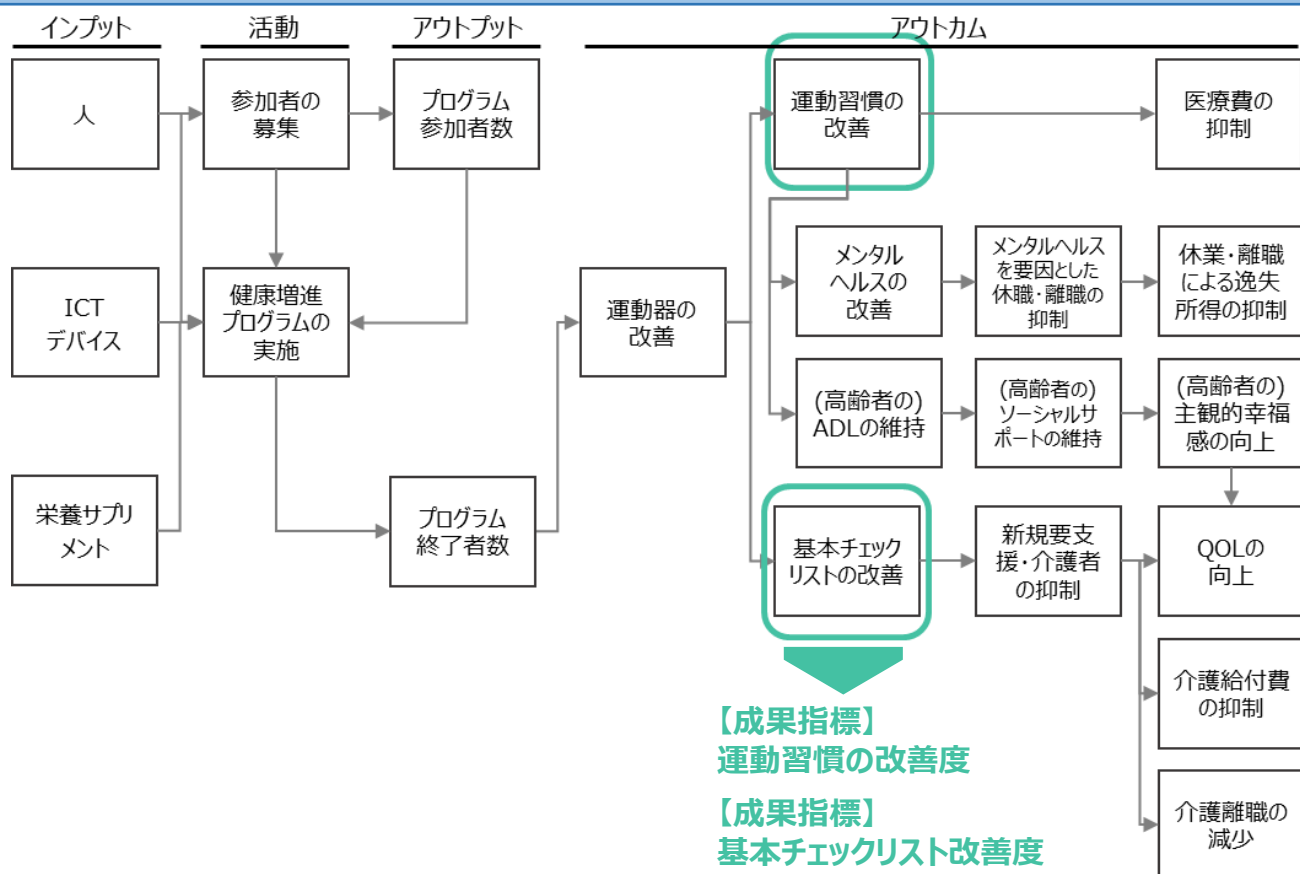 インプット
活動
アウトプット
アウトカム
人
ICT
デバイス
栄養サプリ
メント
参加者の
募集
健康増進
プログラムの
実施
プログラム
参加者数
プログラム
終了者数
運動器の
改善
運動習慣の
改善
医療費の
抑制
メンタル
ヘルスの
改善
メンタルヘルス
を要因とした
休職・離職の
抑制
休業・離職
による逸失
所得の抑制
(高齢者の)
ADLの維持
(高齢者の)
ソーシャルサ
ポートの維持
(高齢者の)
主観的幸福
感の向上
基本チェック
リストの改善
新規要支
援・介護者
の抑制
QOLの
向上
介護給付費
の抑制
介護離職の
減少
【成果指標】
運動習慣の改善度
【成果指標】
基本チェックリスト改善度